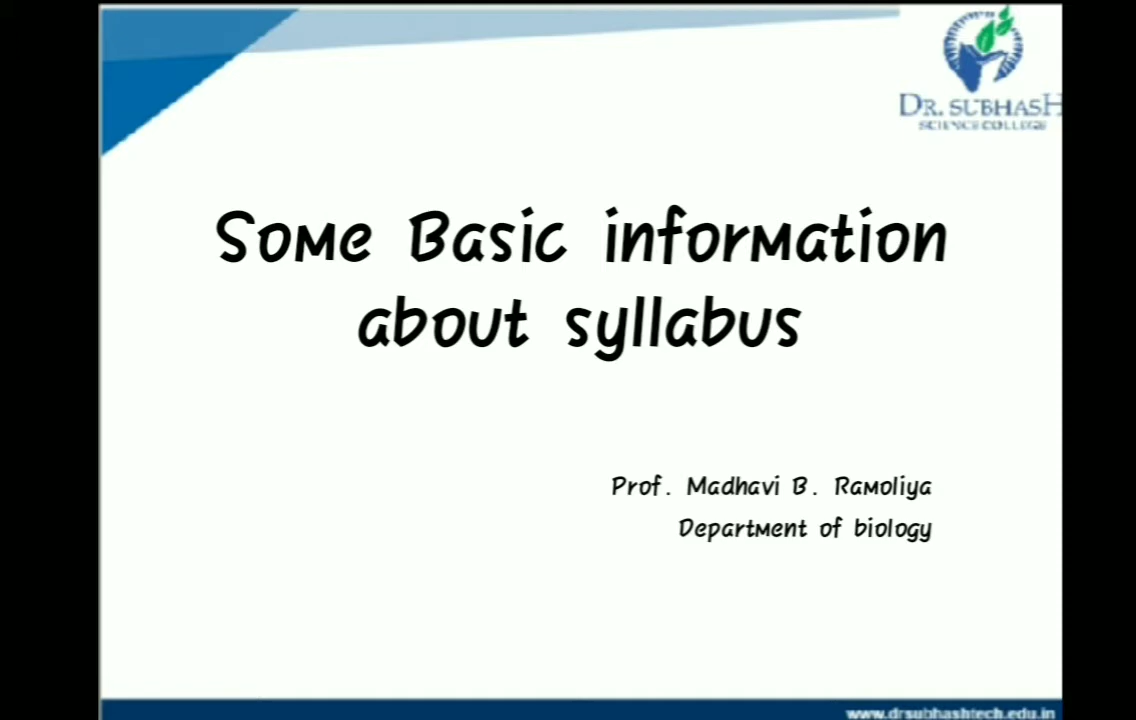 DR. SUBHASH
SCIENCE COLLEGE
Some Basic information
about syllabus
Prof. Madhavi B. Ramoliya
Department of biology
www.drsubhashtech.edu.in